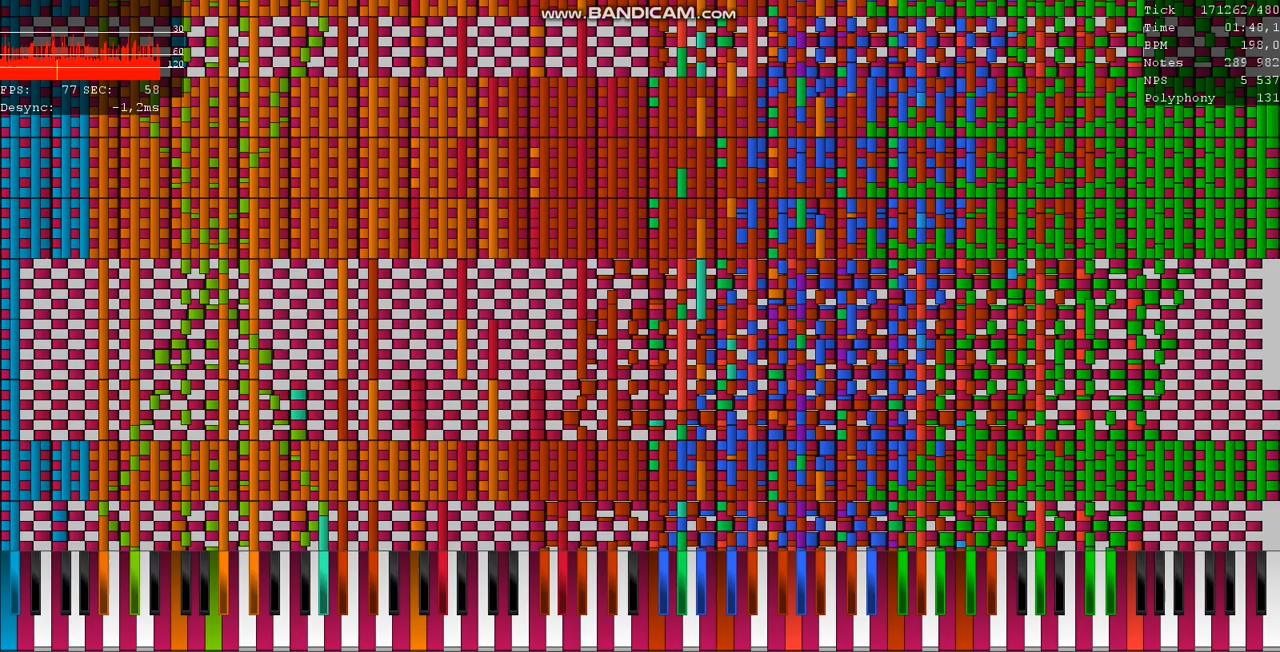 www.BANDICAM.com
30
60
120
FPS: 77 SEC: 58
Desync: -1,2ms
Tick 171262/480
Time 01:48,1
BPM 198,0
Notes 289 982
NPS 5 537
Polyphony 131